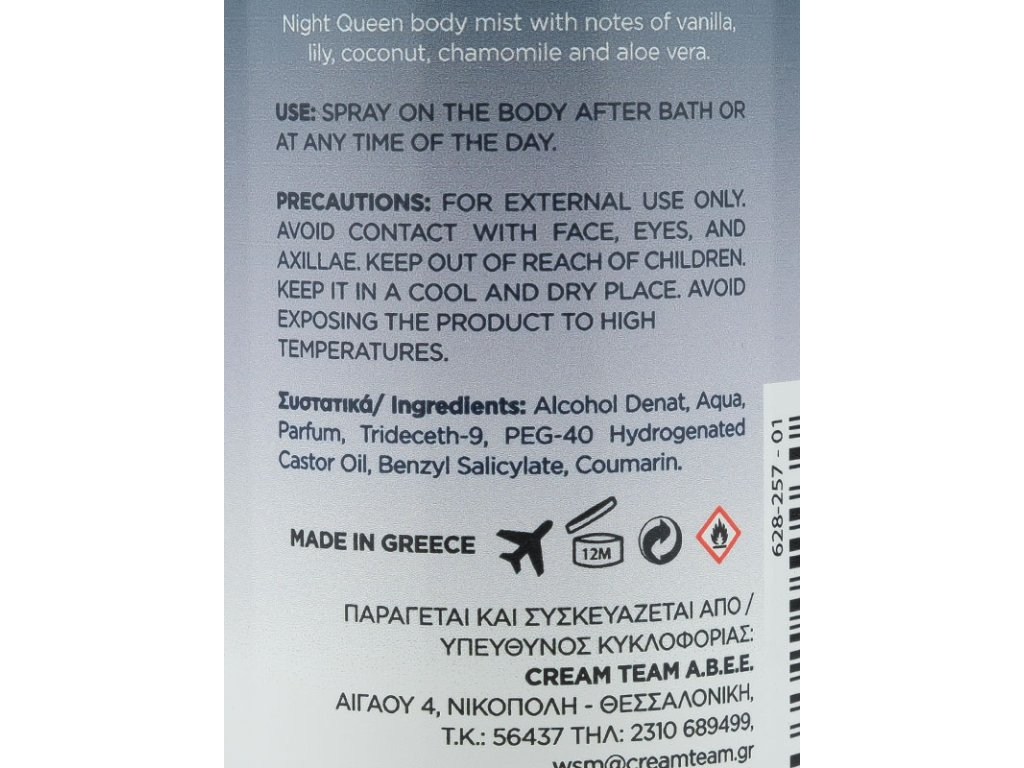 Night Queen body mist with notes of vanilla,
lily, coconut, chamomile and aloe vera.
USE: SPRAY ON THE BODY AFTER BATH OR
AT ANY TIME OF THE DAY.
PRECAUTIONS: FOR EXTERNAL USE ONLY.
AVOID CONTACT WITH FACE, EYES, AND
AXILLAE. KEEP OUT OF REACH OF CHILDREN.
KEEP IT IN A COOL AND DRY PLACE. AVOID
EXPOSING THE PRODUCT TO HIGH
TEMPERATURES.
Συστατικά/ Ingredients: Alcohol Denat, Aqua,
Parfum, Trideceth-9, PEG-40 Hydrogenated
Castor Oil, Benzyl Salicylate, Coumarin.
MADE IN GREECE
12M
ΠΑΡΑΓΕΤΑΙ ΚΑΙ ΣΥΣΚΕΥΑΖΕΤΑΙ ΑΠΟ /
ΥΠΕΥΘΥΝΟΣ ΚΥΚΛΟΦΟΡΙΑΣ:
CREAM TEAM Α.Β.Ε.Ε.
ΑΙΓΑΟΥ 4, ΝΙΚΟΠΟΛΗ - ΘΕΣΣΑΛΟΝΙΚΗ,
Τ.Κ.: 56437 ΤΗΛ: 2310 689499,
wsm@creamteam.gr
628-257-01